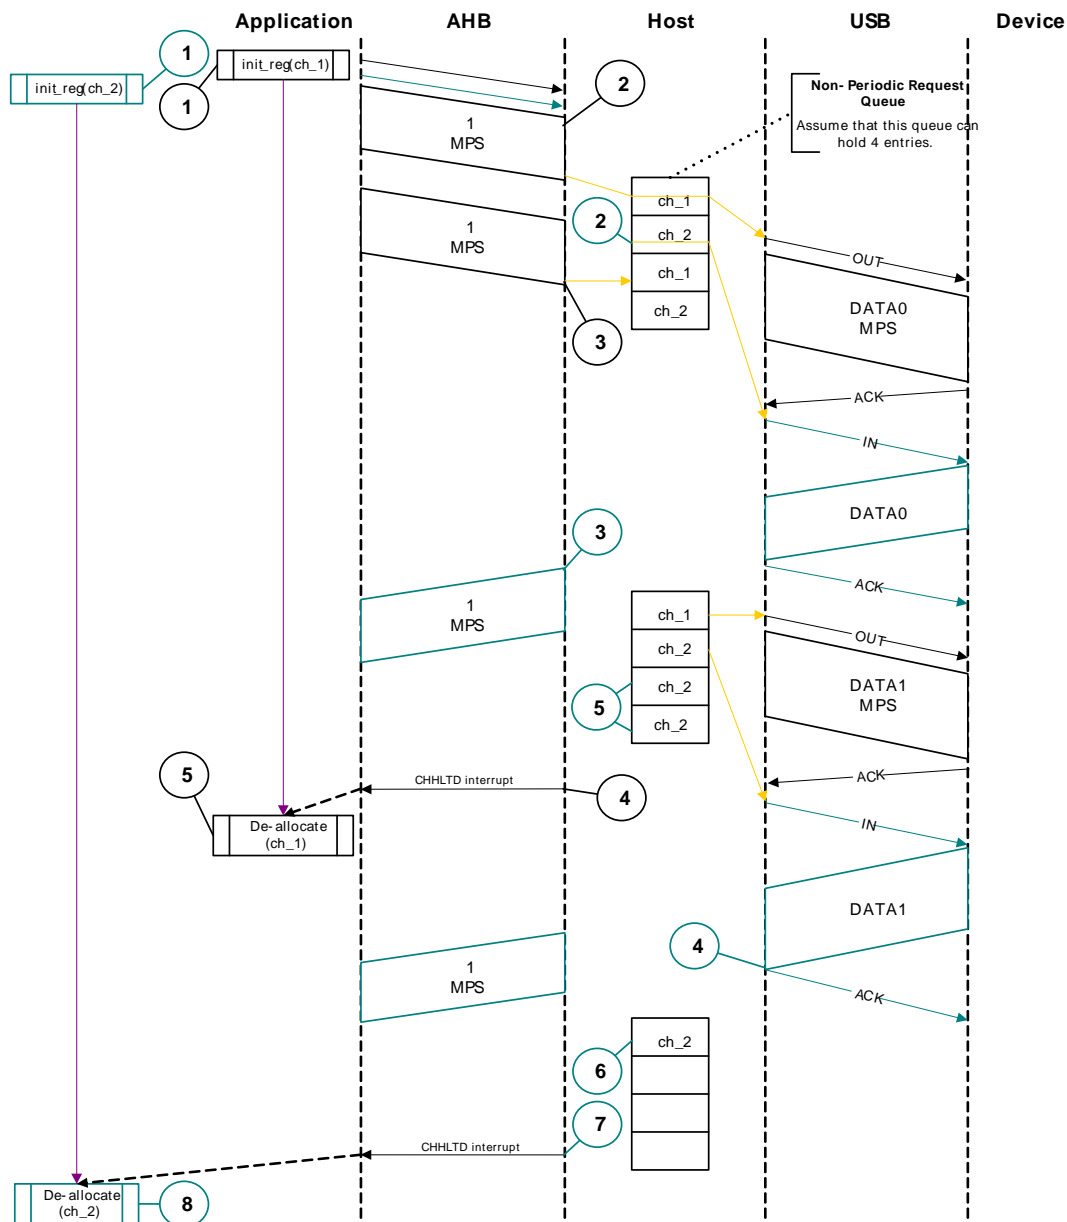 Application AHB Host USB Device
1
init_reg(ch_1)
init_reg(ch_2)
1
2
Non- Periodic Request
Queue
Assume that this queue can
hold 4 entries.
1
MPS
ch_1
2
ch_2
1
MPS
OUT
ch_1
ch_2
DATA0
MPS
3
ACK
IN
DATA0
3
ACK
1
MPS
ch_1
OUT
ch_2
ch_2
DATA1
MPS
5
ch_2
5
CHHLTD interrupt
ACK
4
De- allocate
(ch_1)
IN
DATA1
4
1
MPS
ACK
ch_2
6
7
CHHLTD interrupt
De- allocate
(ch_2)
8